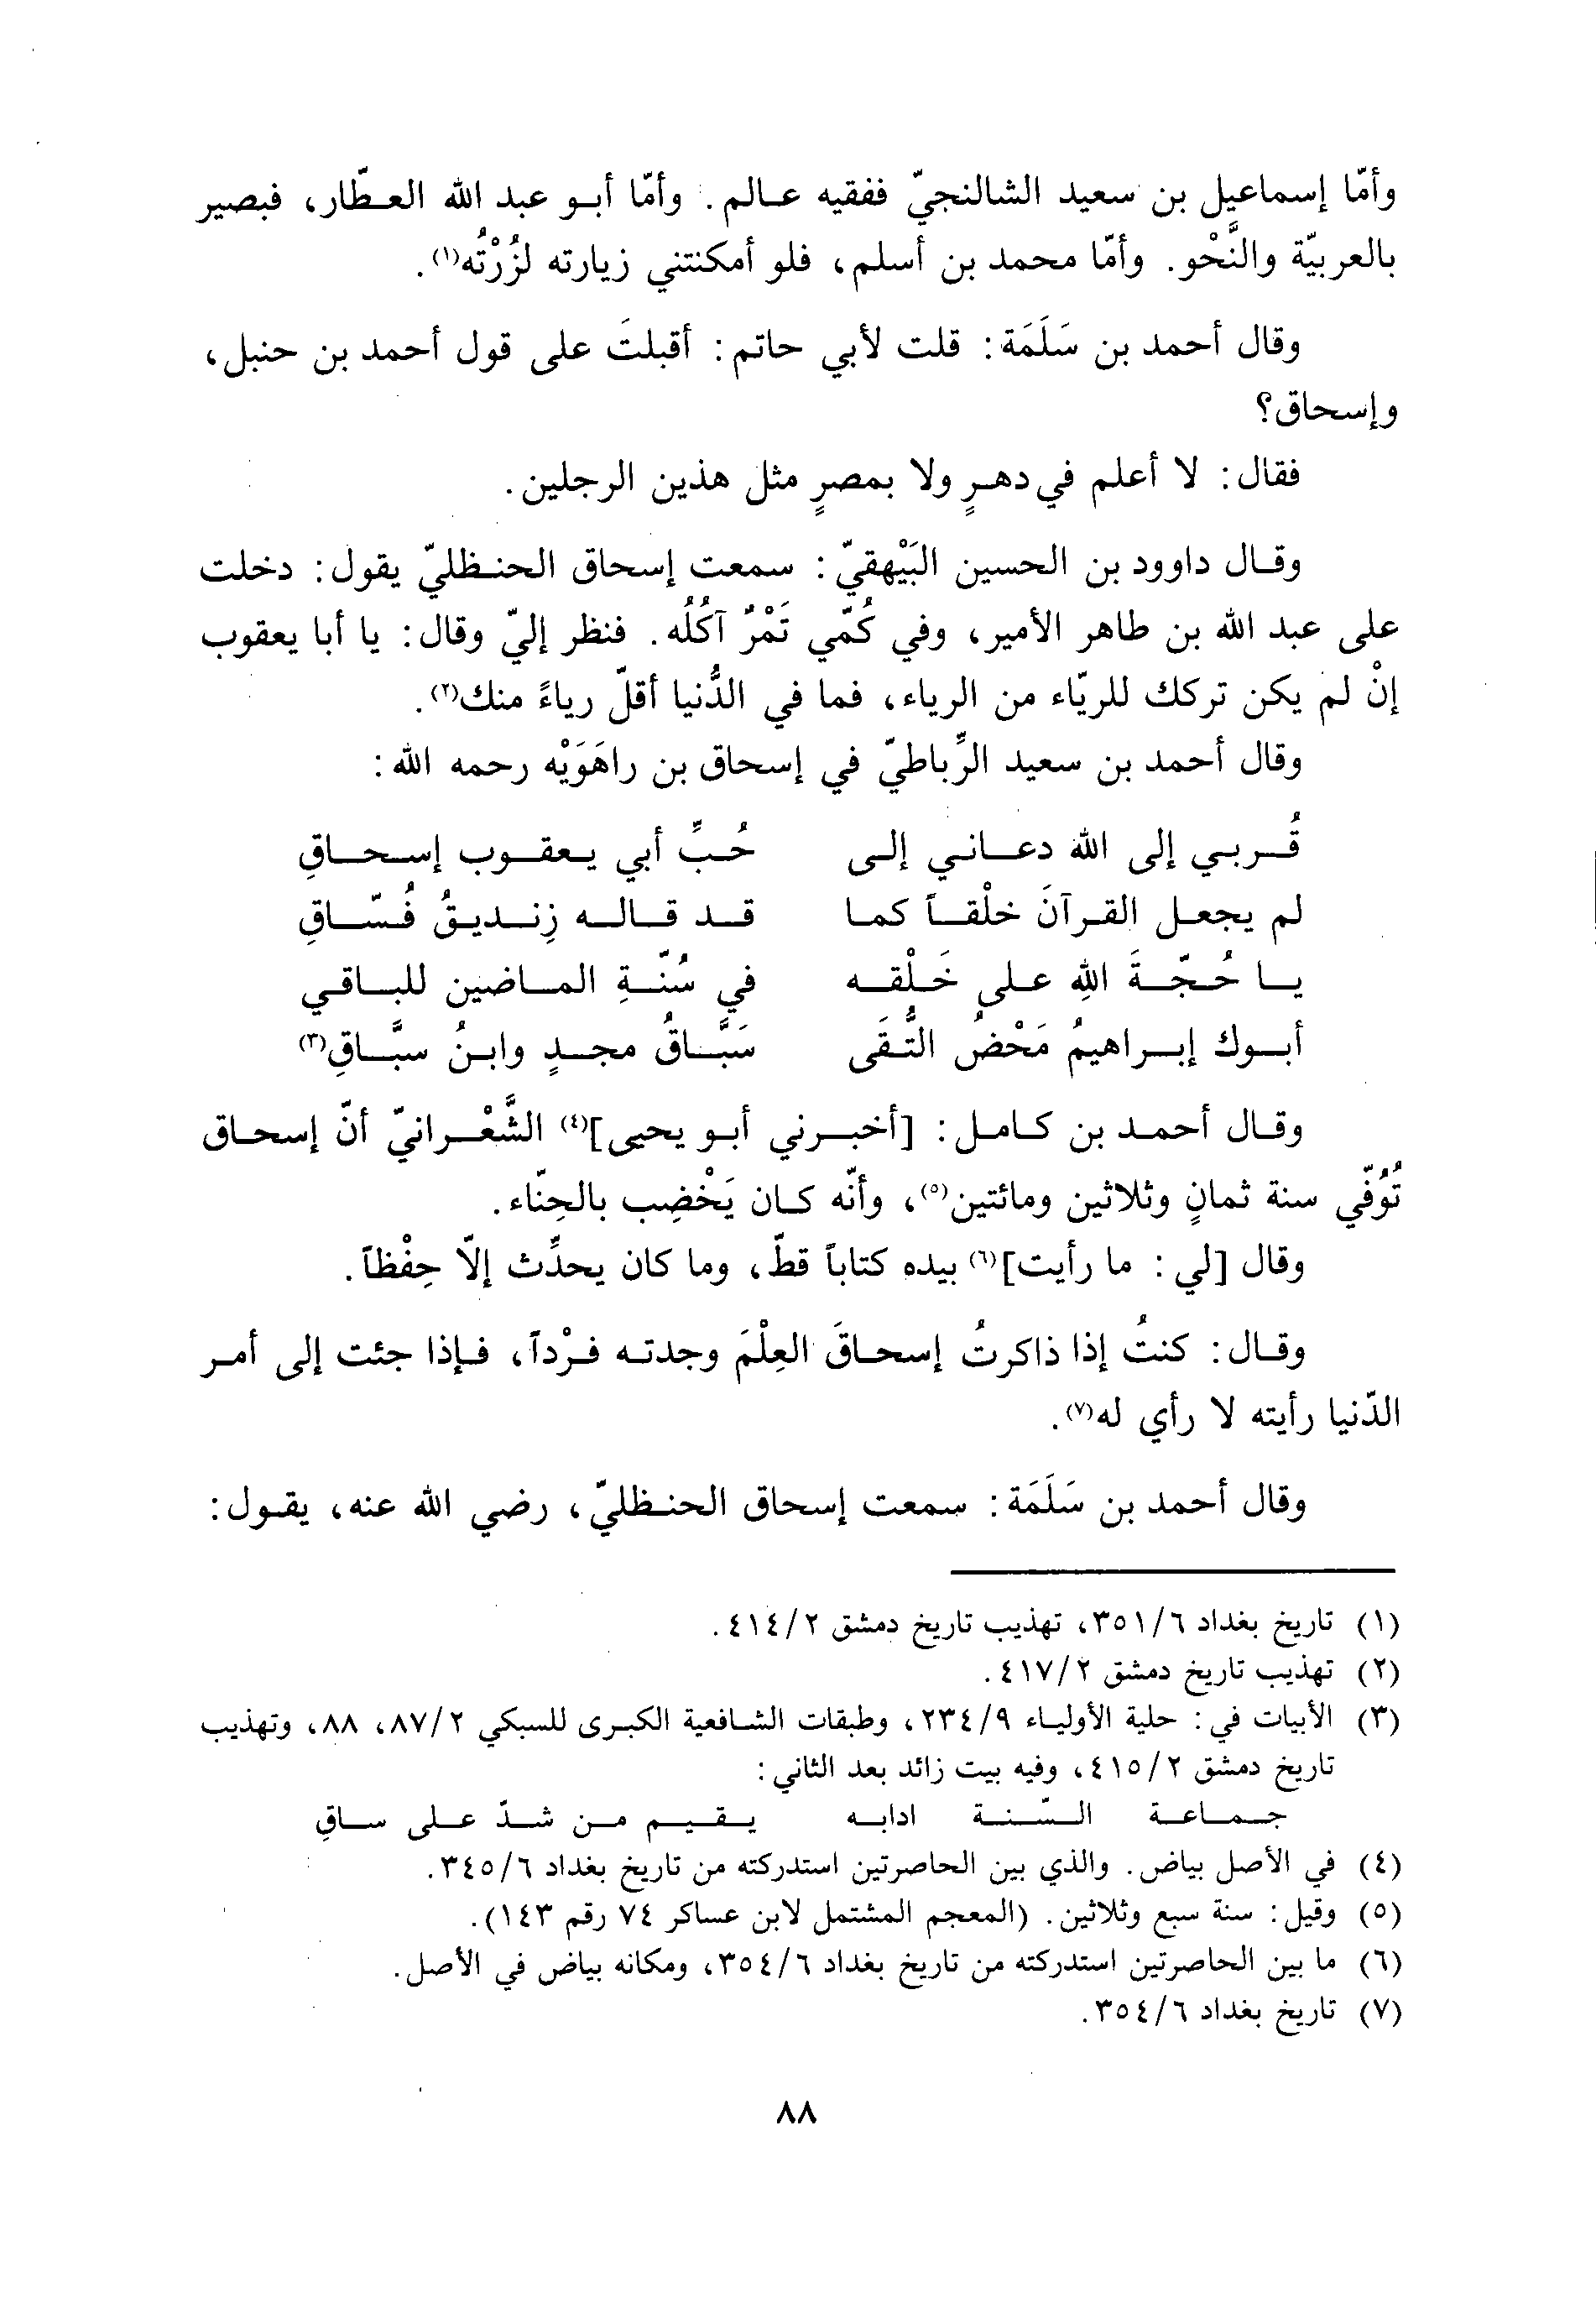 وأمّا إسماعيل بن سعيد الشالنجيّ ففقيه عالم. وأمّا أبو عبد الله العطّار، فبصير
بالعربيّة والنَّحْو. وأمّا محمد بن أسلم، فلو أمكنتني زيارته لزُرْتُه(١).
وقال أحمد بن سَلَمَة: قلت لأبي حاتم: أقبلتَ على قول أحمد بن حنبل،
وإسحاق؟
فقال: لا أعلم في دهرٍ ولا بمصرٍ مثل هذين الرجلين.
وقال داوود بن الحسين البَيْهقيّ: سمعت إسحاق الحنظليّ يقول: دخلت
على عبد الله بن طاهر الأمير، وفي كُمّي تَمْرٌ آكُلُه. فنظر إليّ وقال: يا أبا يعقوب
إنْ لم يكن تركك للريّاء من الرياء، فما في الدُّنيا أقلّ رياءً منك(٢).
وقال أحمد بن سعيد الرِّباطيّ في إسحاق بن راهَوَيْه رحمه الله:
قُربي إلى الله دعاني إلى حُبِّ أبي يعقوب إسحاقِ
لم يجعل القرآنَ خلْقاً كما قد قاله زِنديقُ فُسّاقِ
يا حُجّةَ اللهِ على خَلْقه في سُنّةِ الماضين للباقي
أبوك إبراهيمُ مَحْضُ التُّقَى سَبَّاقُ مجدٍ وابنُ سبَّاقِ(٣)
وقال أحمد بن كامل: [أخبرني أبو يحيى](٤) الشَّعْرانيّ أنّ إسحاق
تُوُفّي سنة ثمانٍ وثلاثين ومائتين(٥)، وأنّه كان يَخْضِب بالحِنّاء.
وقال [لي: ما رأيت](٦) بيده كتاباً قطّ، وما كان يحدِّث إلّا حِفْظاً.
وقال: كنتُ إذا ذاكرتُ إسحاقَ العِلْمَ وجدته فرْداً، فإذا جئت إلى أمر
الدّنيا رأيته لا رأي له(٧).
وقال أحمد بن سَلَمَة: سمعت إسحاق الحنظليّ، رضي الله عنه، يقول:
(١) تاريخ بغداد ٣٥١/٦، تهذيب تاريخ دمشق ٤١٤/٢.
(٢) تهذيب تاريخ دمشق ٤١٧/٢.
(٣) الأبيات في: حلية الأولياء ٢٣٤/٩، وطبقات الشافعية الكبرى للسبكي ٨٧/٢، ٨٨، وتهذيب
تاريخ دمشق ٤١٥/٢، وفيه بيت زائد بعد الثاني:
جماعة السّنة ادابه يقيم من شدّ على ساقِ
(٤) في الأصل بياض. والذي بين الحاصرتين استدركته من تاريخ بغداد ٣٤٥/٦.
(٥) وقيل: سنة سبع وثلاثين. (المعجم المشتمل لابن عساكر ٧٤ رقم ١٤٣).
(٦) ما بين الحاصرتين استدركته من تاريخ بغداد ٣٥٤/٦، ومكانه بياض في الأصل.
(٧) تاريخ بغداد ٣٥٤/٦.
٨٨